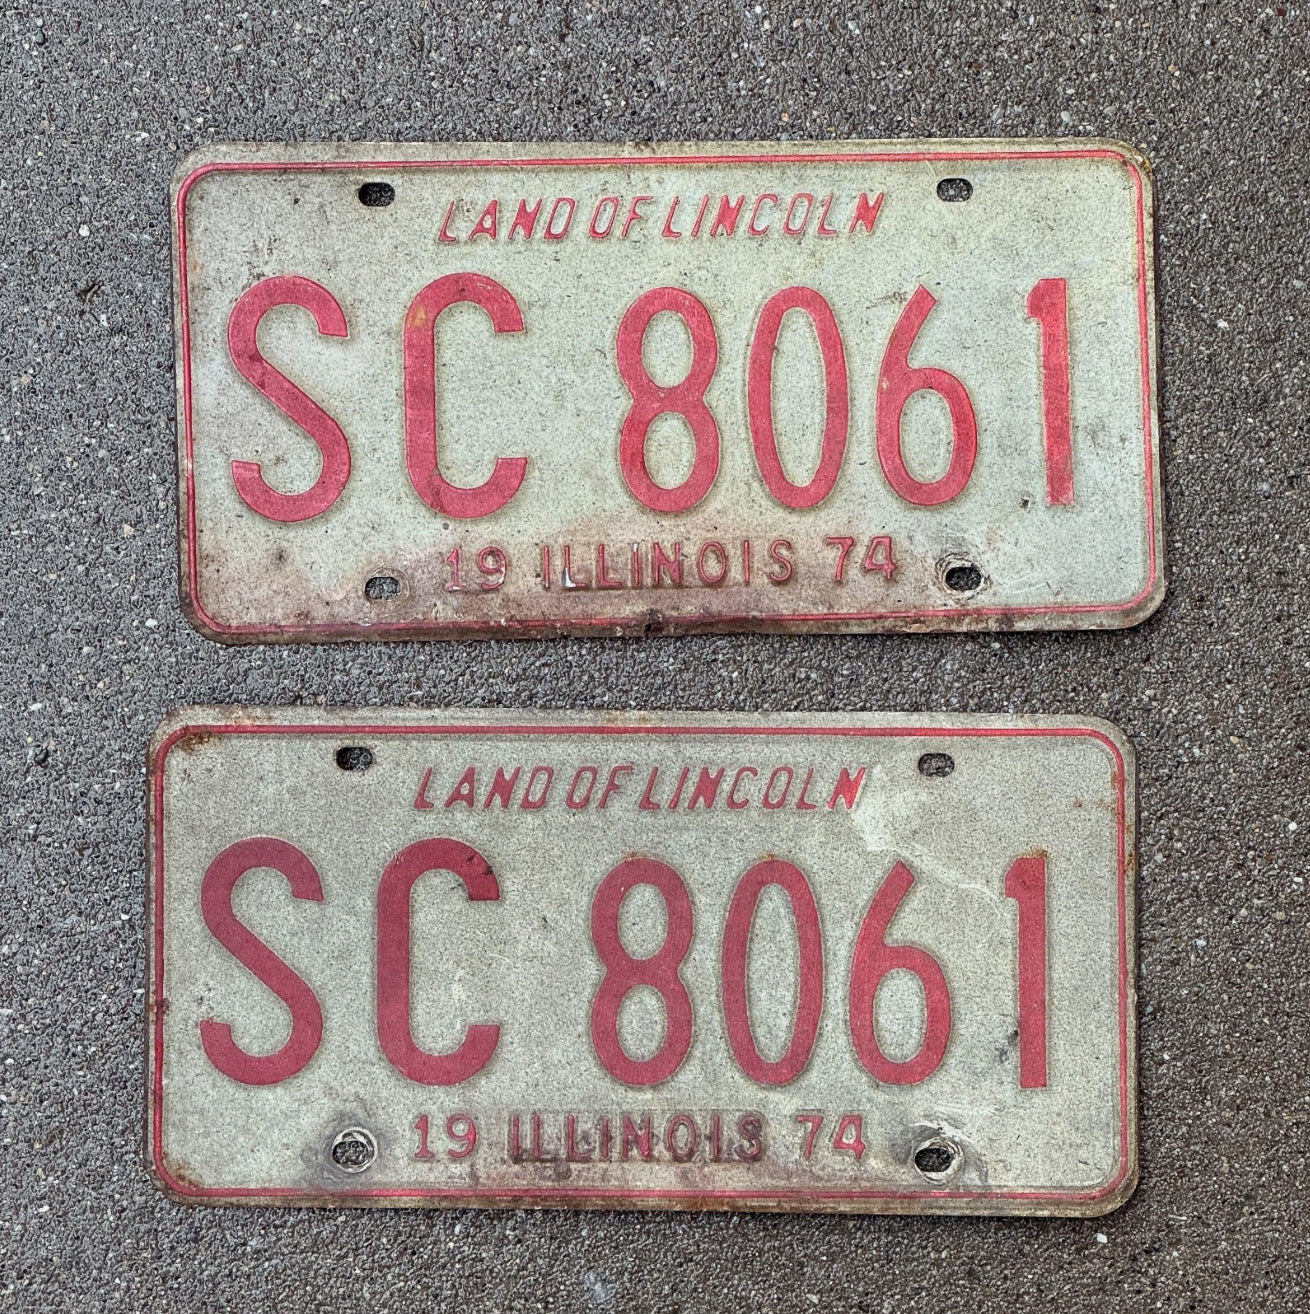 LAND OF LINCOLN
SC 8061
19 ILLINOIS 74
LAND OF LINCOLN
SC 8061
19 ILLINOIS 74